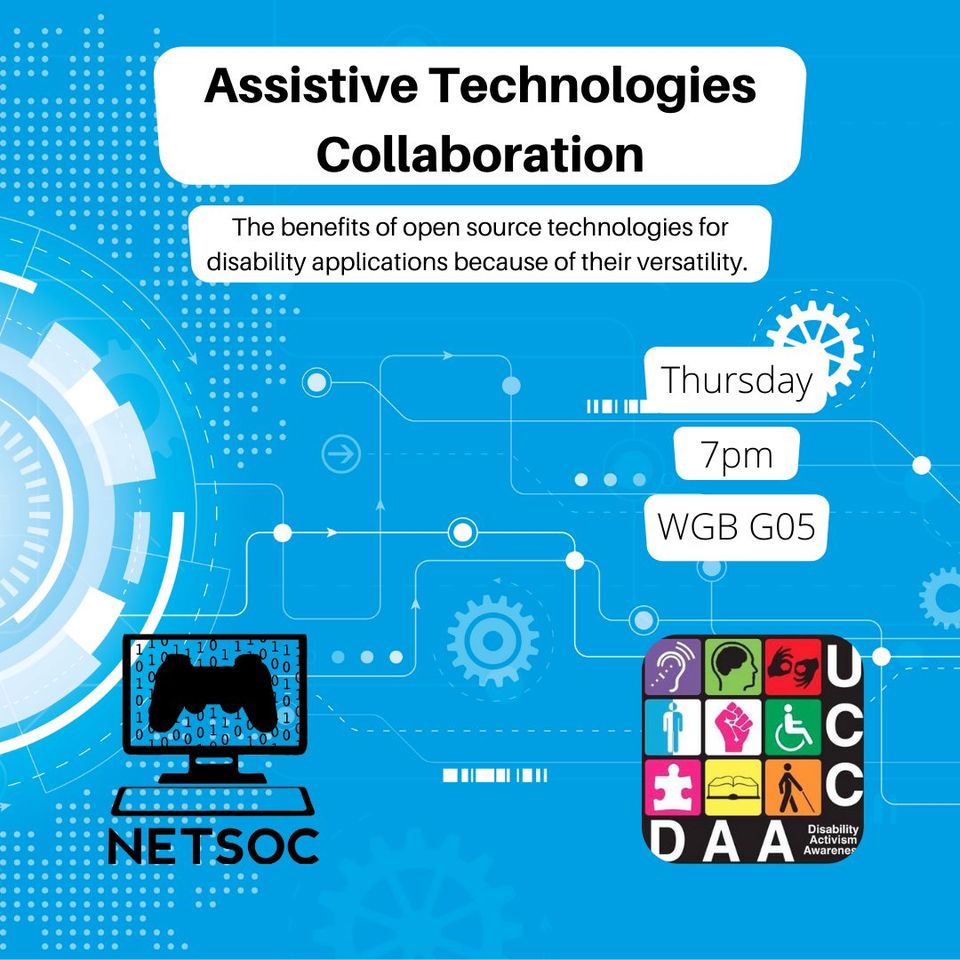 Assistive Technologies
Collaboration
The benefits of open source technologies for
disability applications because of their versatility.
Thursday
7pm
WGB G05
NETSOC
U
C
C
DAA
Disability
Activism
Awarenes